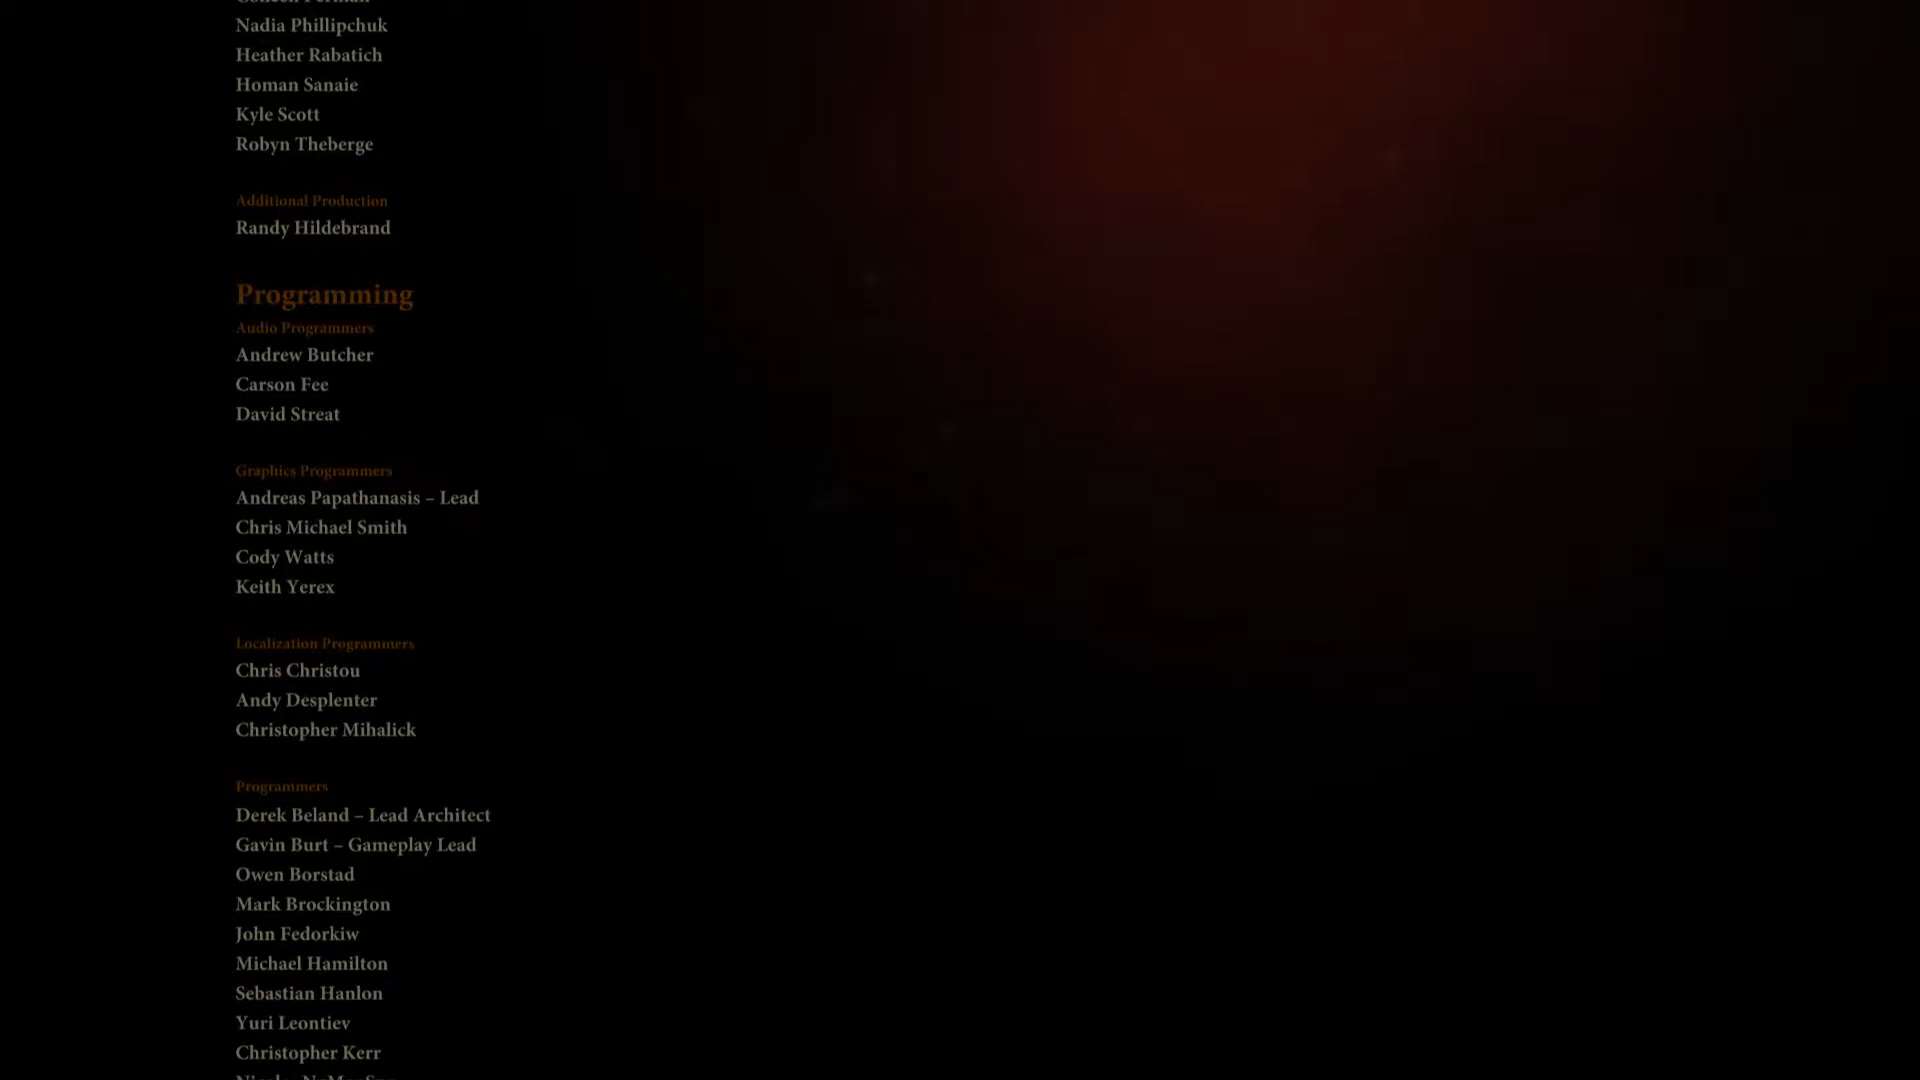 Nadia Phillipchuk
Heather Rabatich
Homan Sanaie
Kyle Scott
Robyn Theberge
Additional Production
Randy Hildebrand
Programming
Audio Programmers
Andrew Butcher
Carson Fee
David Streat
Graphics Programmers
Andreas Papathanasis – Lead
Chris Michael Smith
Cody Watts
Keith Yerex
Localization Programmers
Chris Christou
Andy Desplenter
Christopher Mihalick
Programmers
Derek Beland – Lead Architect
Gavin Burt – Gameplay Lead
Owen Borstad
Mark Brockington
John Fedorkiw
Michael Hamilton
Sebastian Hanlon
Yuri Leontiev
Christopher Kerr